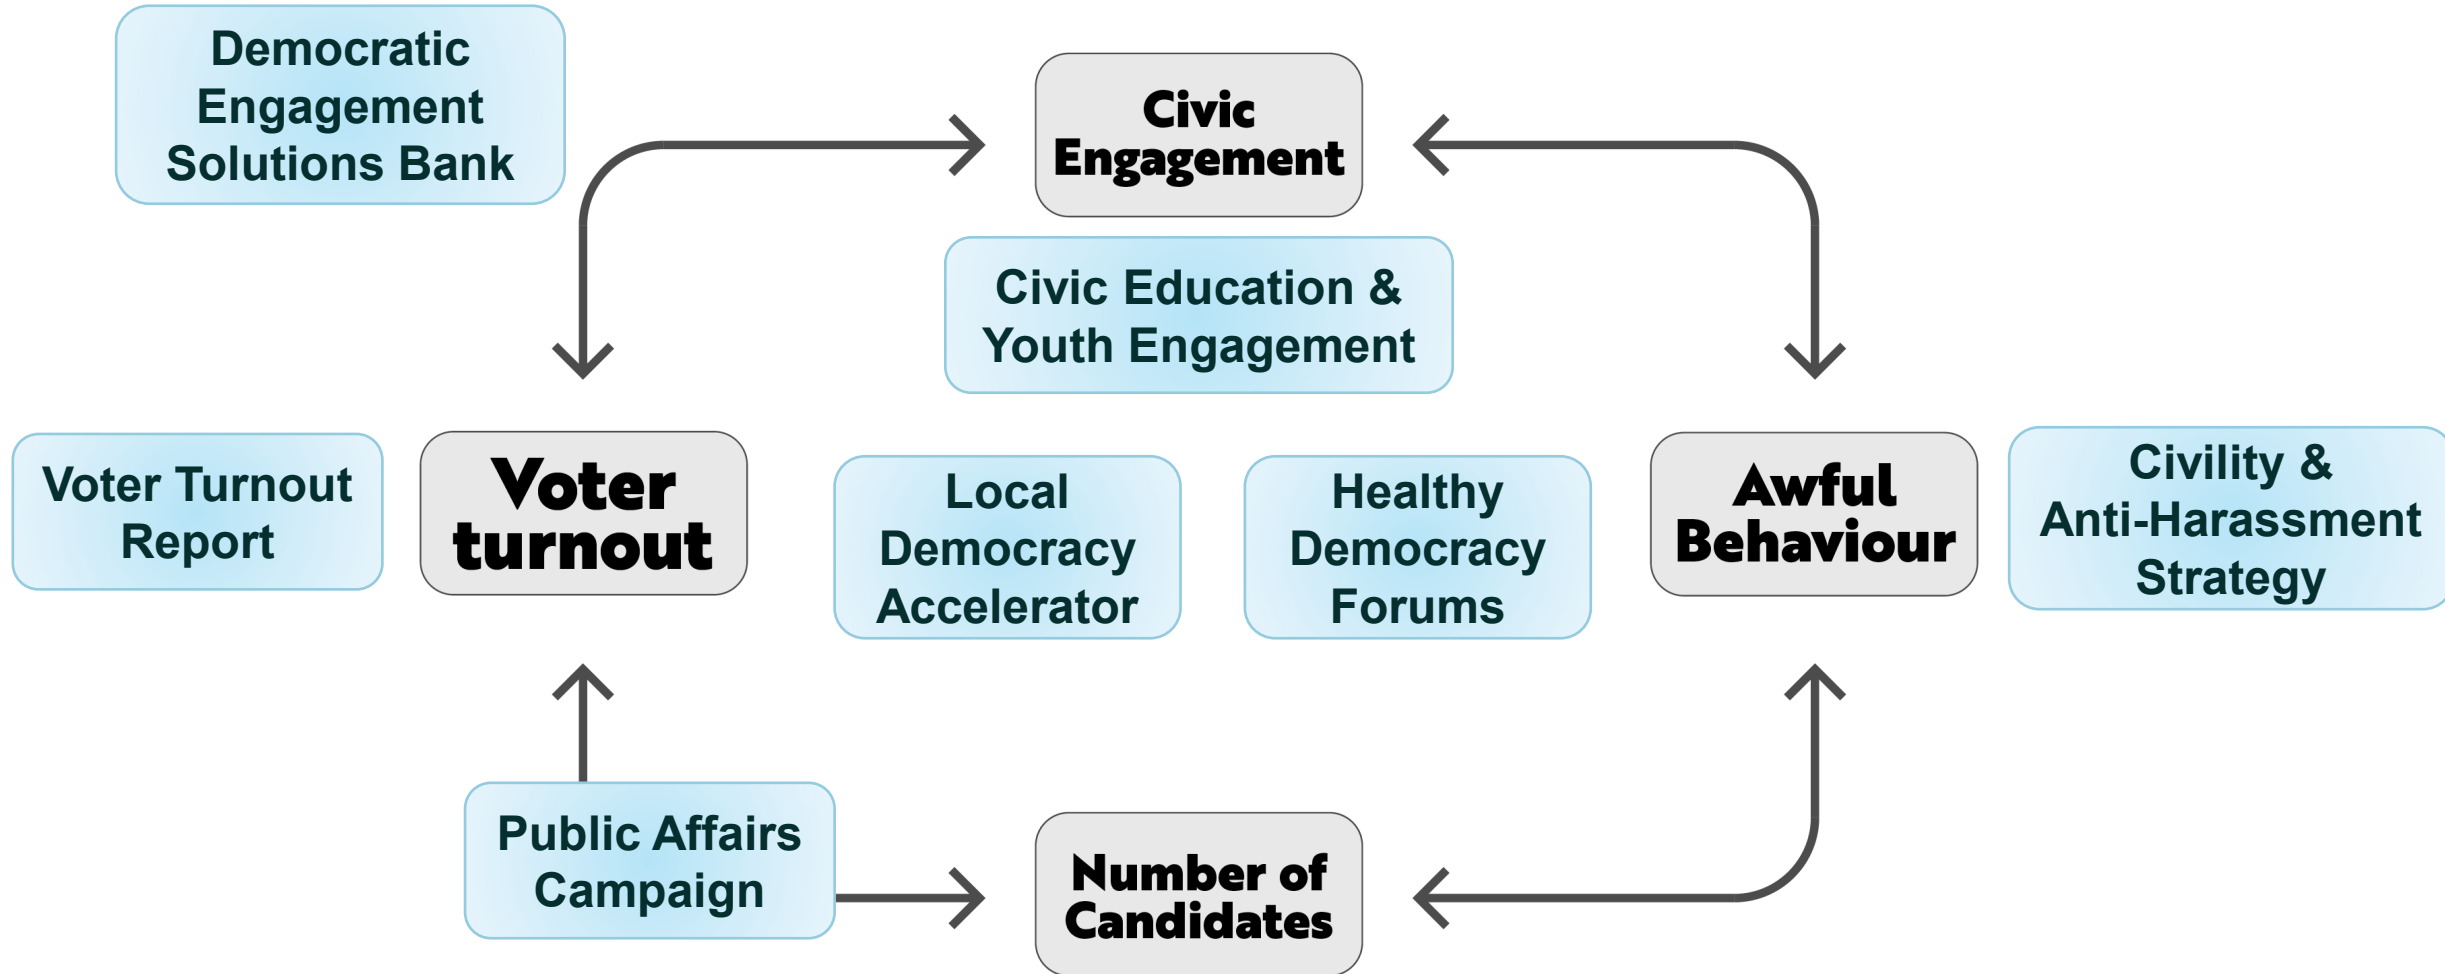 Democratic
Engagement
Solutions Bank
Civic
Engagement
Civic Education &
Youth Engagement
Voter Turnout
Report
Voter
turnout
Local
Democracy
Accelerator
Healthy
Democracy
Forums
Awful
Behaviour
Civility &
Anti-Harassment
Strategy
Public Affairs
Campaign
Number of
Candidates